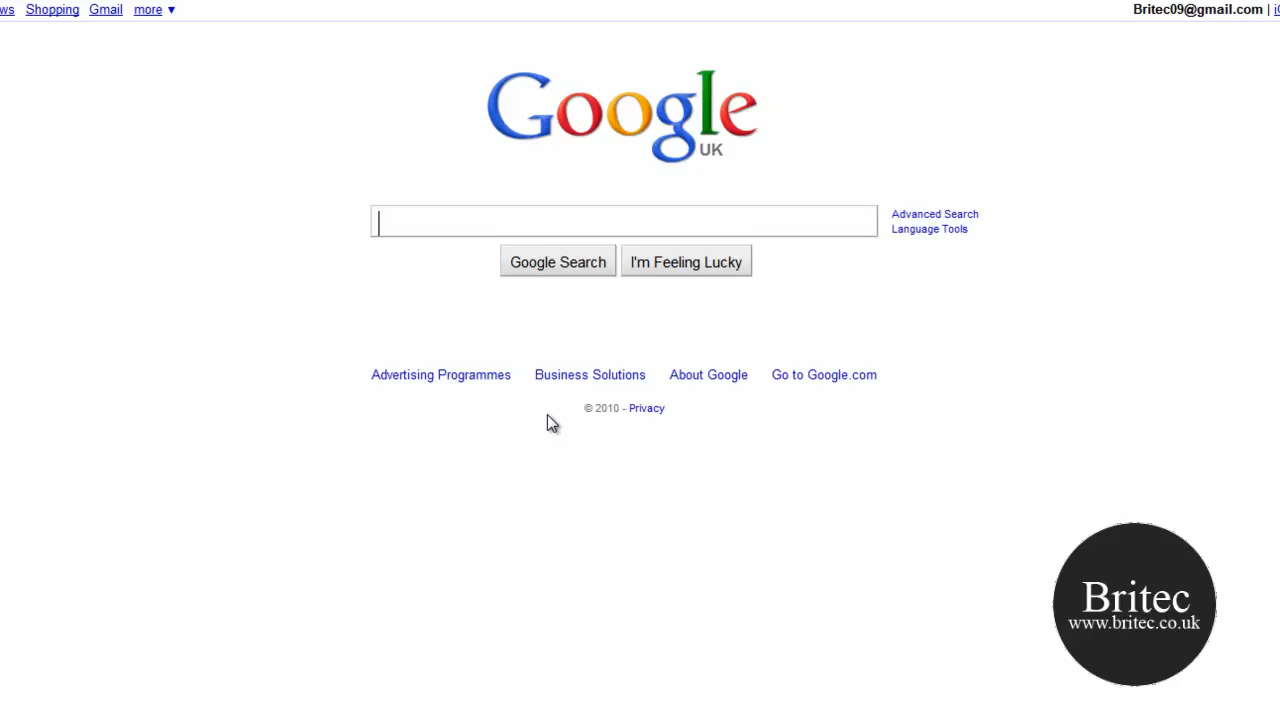 ws Shopping Gmail more ▼
Britec09@gmail.com | iG
Google
UK
Advanced Search
Language Tools
Google Search
I'm Feeling Lucky
Advertising Programmes Business Solutions About Google Go to Google.com
© 2010 - Privacy
Britec
www.britec.co.uk